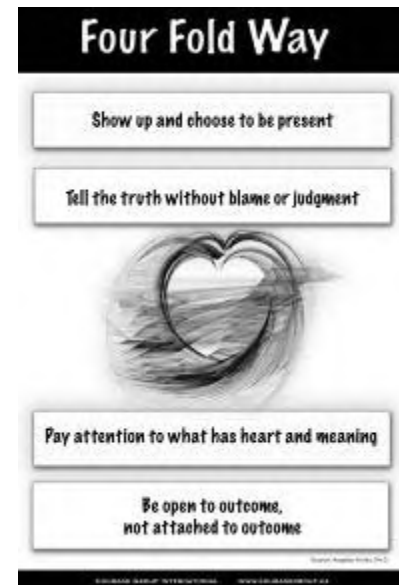 Four Fold Way
Show up and choose to be present
Tell the truth without blame or judgment
Pay attention to what has heart and meaning
Be open to outcome,
not attached to outcome